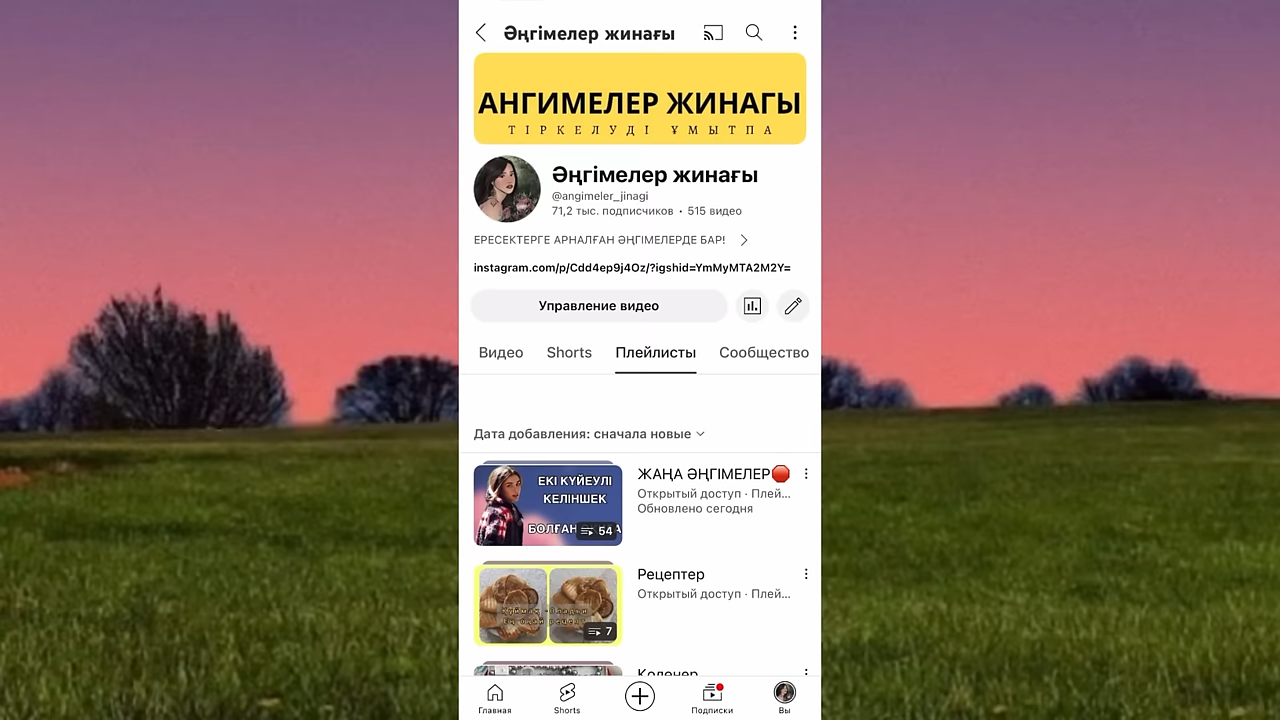 Әңгімелер жинағы
АНГИМЕЛЕР ЖИНАГЫ
ТІРКЕЛУДІ ҰМЫТПА
Әңгімелер жинағы
@angimeler_jinagi
71,2 тыс. подписчиков • 515 видео
ЕРЕСЕКТЕРГЕ АРНАЛҒАН ӘҢГІМЕЛЕРДЕ БАР!
instagram.com/p/Cdd4ep9j4Oz/?igshid=YmMyMTA2M2Y=
Управление видео
Видео Shorts Плейлисты Сообщество
Дата добавления: сначала новые
ЕКІ КҮЙЕУЛІ
КЕЛІНШЕК
54
ЖАҢА ӘҢГІМЕЛЕР🛑
Открытый доступ · Плей...
Обновлено сегодня
7
Рецептер
Открытый доступ · Плей...
Главная Shorts Подписки Вы